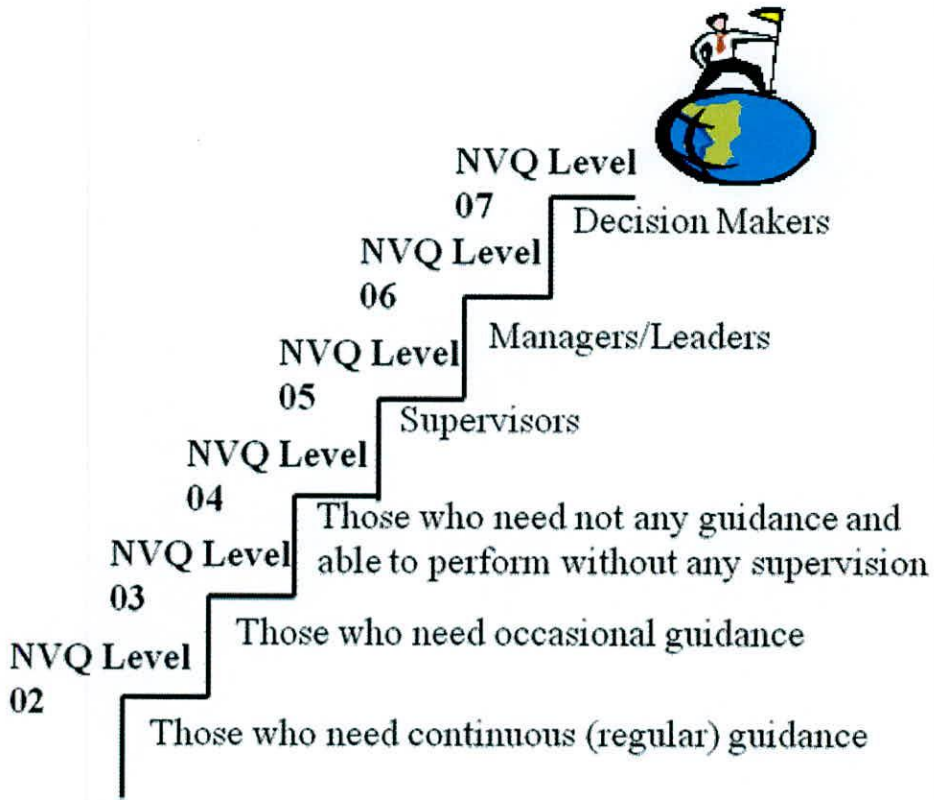 NVQ Level
07
Decision Makers
NVQ Level
06
Managers/Leaders
NVQ Level
05
Supervisors
NVQ Level
04
Those who need not any guidance and
able to perform without any supervision
NVQ Level
03
Those who need occasional guidance
NVQ Level
02
Those who need continuous (regular) guidance